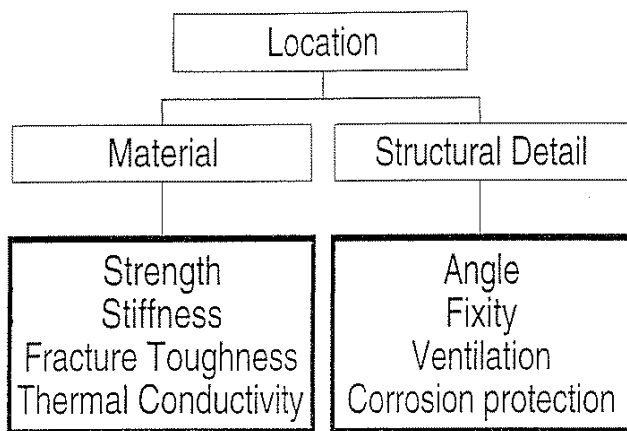 Location
Material
Structural Detail
Strength
Stiffness
Fracture Toughness
Thermal Conductivity
Angle
Fixity
Ventilation
Corrosion protection